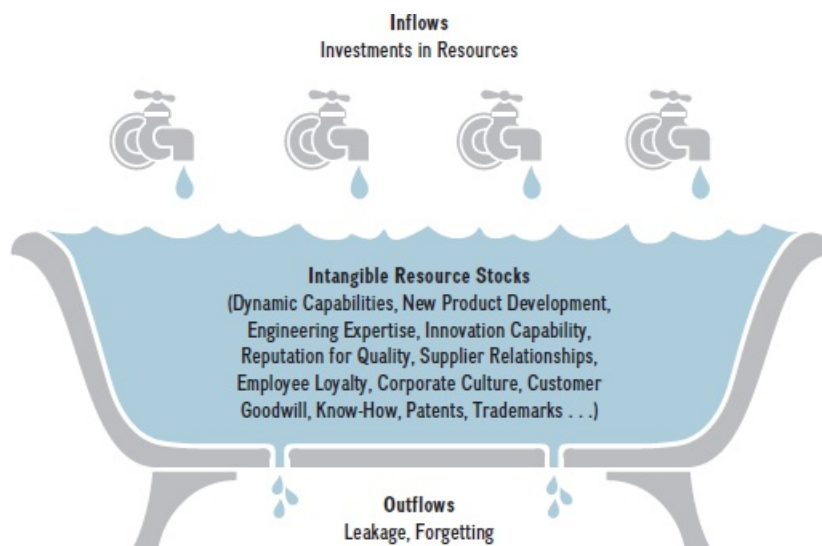 Inflows
Investments in Resources
Intangible Resource Stocks
(Dynamic Capabilities, New Product Development,
Engineering Expertise, Innovation Capability,
Reputation for Quality, Supplier Relationships,
Employee Loyalty, Corporate Culture, Customer
Goodwill, Know-How, Patents, Trademarks . . .)
Outflows
Leakage, Forgetting